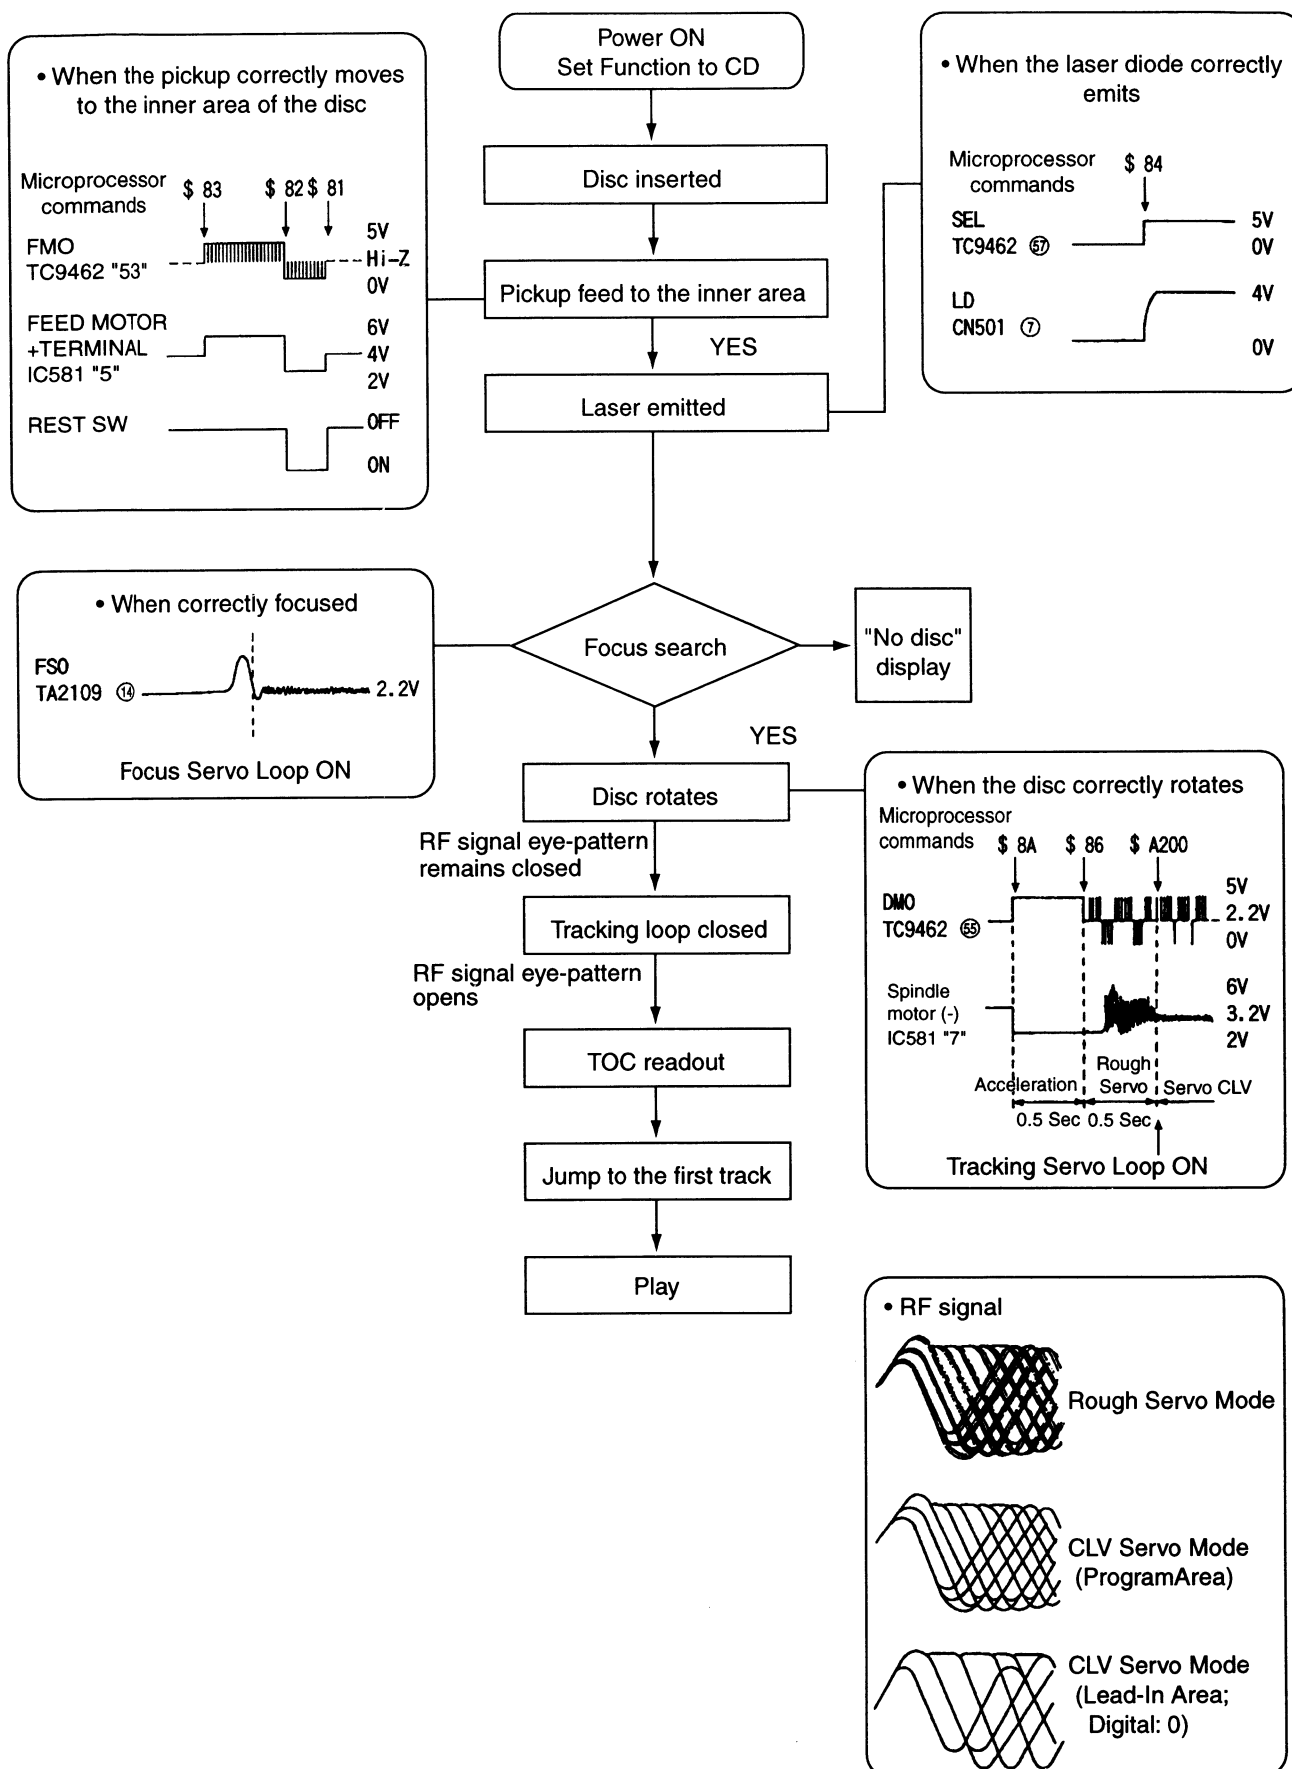 Power ON
Set Function to CD
• When the pickup correctly moves
to the inner area of the disc
Microprocessor
commands
$ 83
$ 82
$ 81
FMO
TC9462 "53"
5V
Hi-Z
0V
FEED MOTOR
+TERMINAL
IC581 "5"
6V
4V
2V
REST SW
OFF
ON
• When the laser diode correctly
emits
Microprocessor
commands
$ 84
SEL
TC9462 57
5V
0V
LD
CN501 7
4V
0V
Disc inserted
Pickup feed to the inner area
YES
Laser emitted
• When correctly focused
FSO
TA2109 14
2.2V
Focus Servo Loop ON
Focus search
"No disc"
display
YES
Disc rotates
RF signal eye-pattern
remains closed
Tracking loop closed
RF signal eye-pattern
opens
TOC readout
Jump to the first track
Play
• When the disc correctly rotates
Microprocessor
commands
$ 8A
$ 86
$ A200
DMO
TC9462 55
5V
2.2V
0V
Spindle
motor (-)
IC581 "7"
6V
3.2V
2V
Acceleration
Rough
Servo
Servo CLV
0.5 Sec
0.5 Sec
Tracking Servo Loop ON
• RF signal
Rough Servo Mode
CLV Servo Mode
(ProgramArea)
CLV Servo Mode
(Lead-In Area;
Digital: 0)